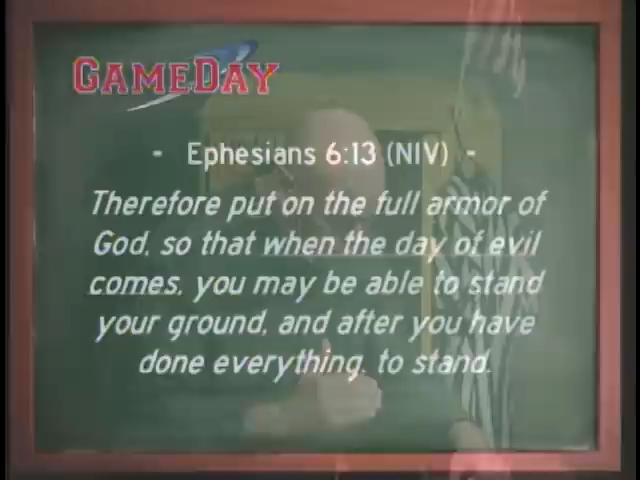 GAMEDAY
- Ephesians 6:13 (NIV) -
Therefore put on the full armor of
God, so that when the day of evil
comes, you may be able to stand
your ground, and after you have
done everything, to stand.